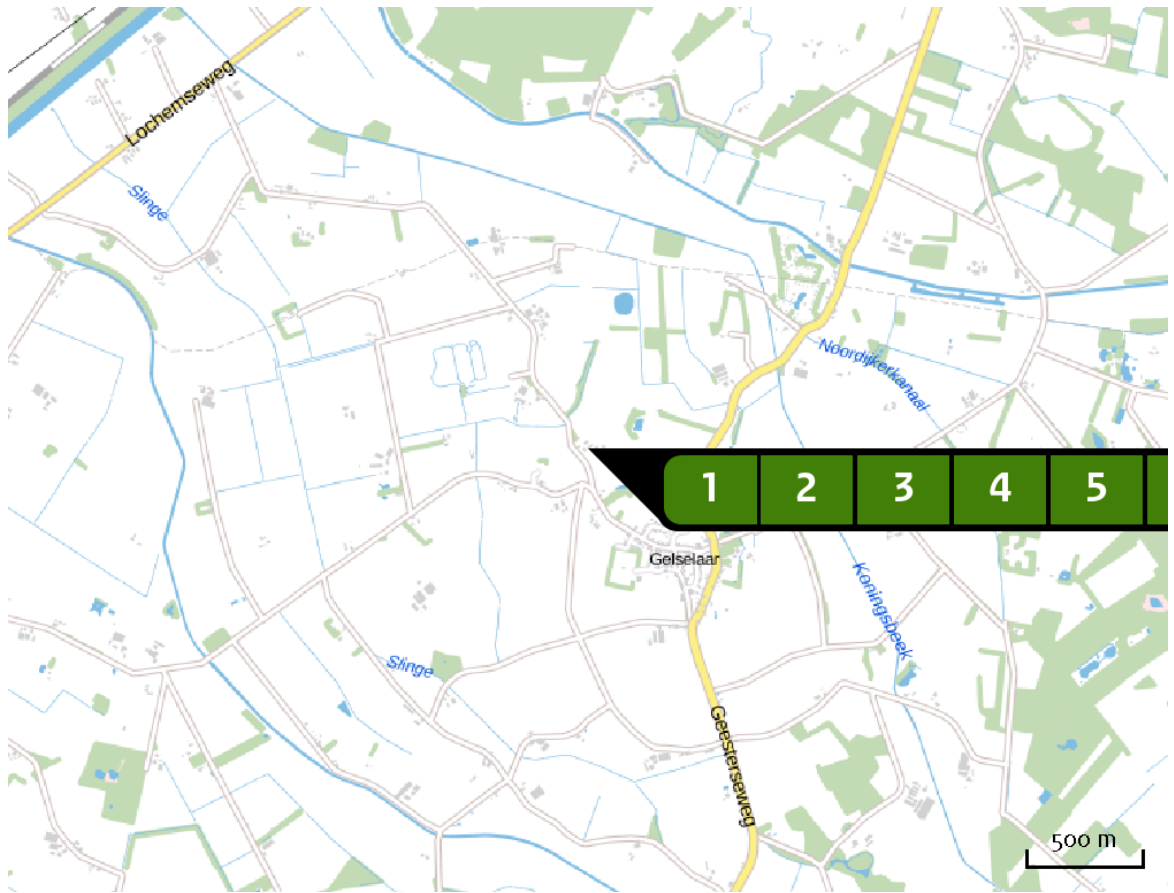 Lochemseweg
Slinge
Noordijkerkanaal
1 2 3 4 5
Gelselaar
Koningsbeek
Slinge
Geesterseweg
500 m